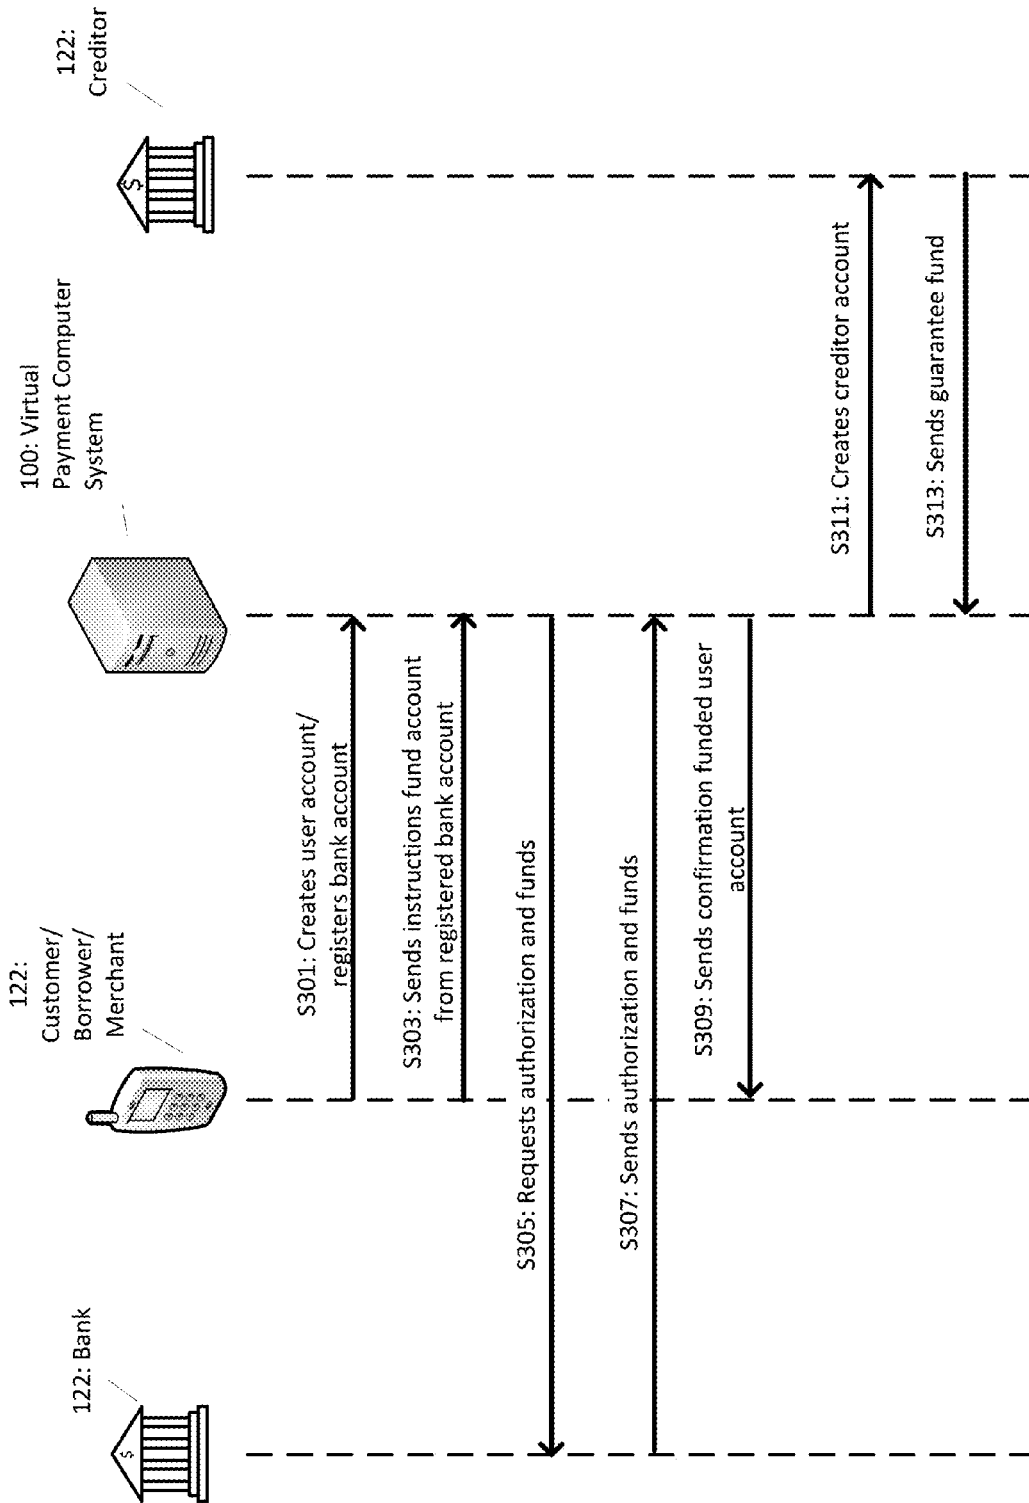 122: Bank
122:
Customer/
Borrower/
Merchant
100: Virtual
Payment Computer
System
122:
Creditor
S301: Creates user account/
registers bank account
S303: Sends instructions fund account
from registered bank account
S305: Requests authorization and funds
S307: Sends authorization and funds
S309: Sends confirmation funded user
account
S311: Creates creditor account
S313: Sends guarantee fund